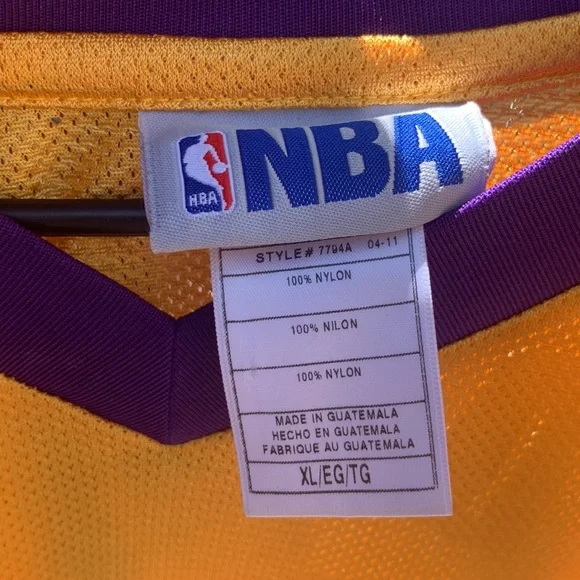 NBA NBA
STYLE# 7794A 04-11
100% NYLON
100% NILON
100% NYLON
MADE IN GUATEMALA
HECHO EN GUATEMALA
FABRIQUE AU GUATEMALA
XL/EG/TG